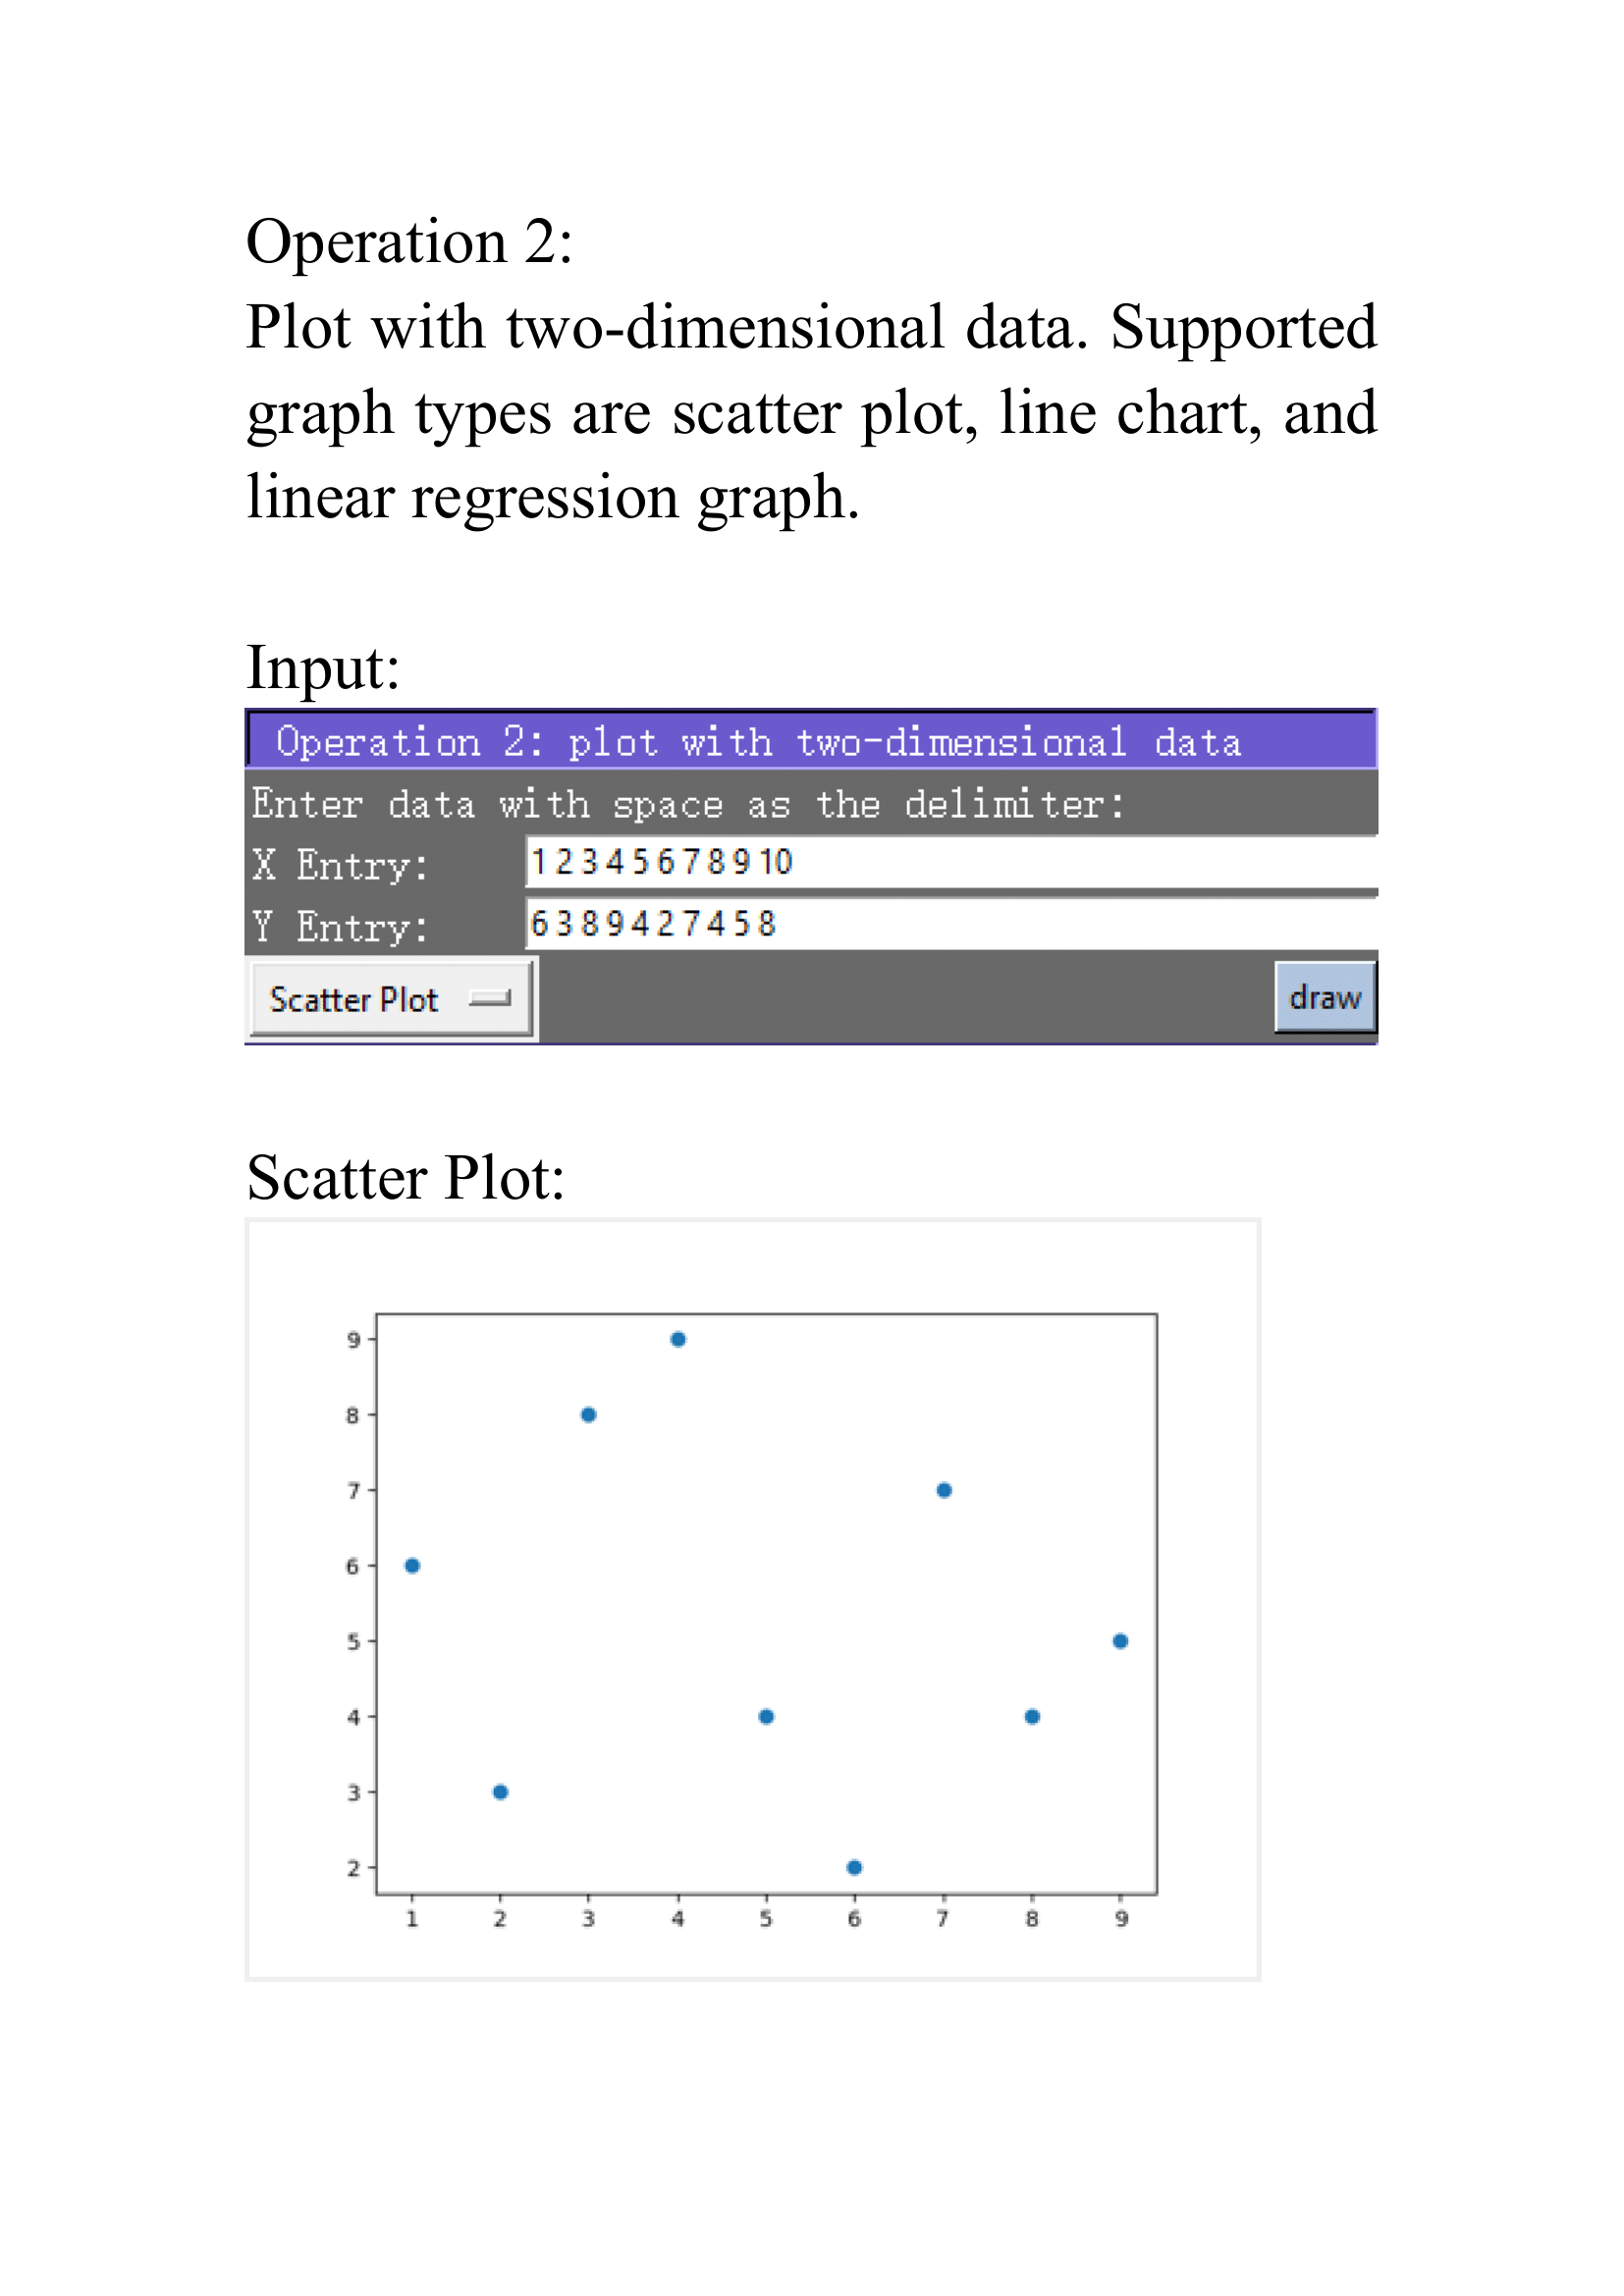 Operation 2:
Plot with two-dimensional data. Supported
graph types are scatter plot, line chart, and
linear regression graph.
Input:
Operation 2: plot with two-dimensional data
Enter data with space as the delimiter:
X Entry: 1 2 3 4 5 6 7 8 9 10
Y Entry: 6 3 8 9 4 2 7 4 5 8
Scatter Plot draw
Scatter Plot:
9
8
7
6
5
4
3
2
1 2 3 4 5 6 7 8 9